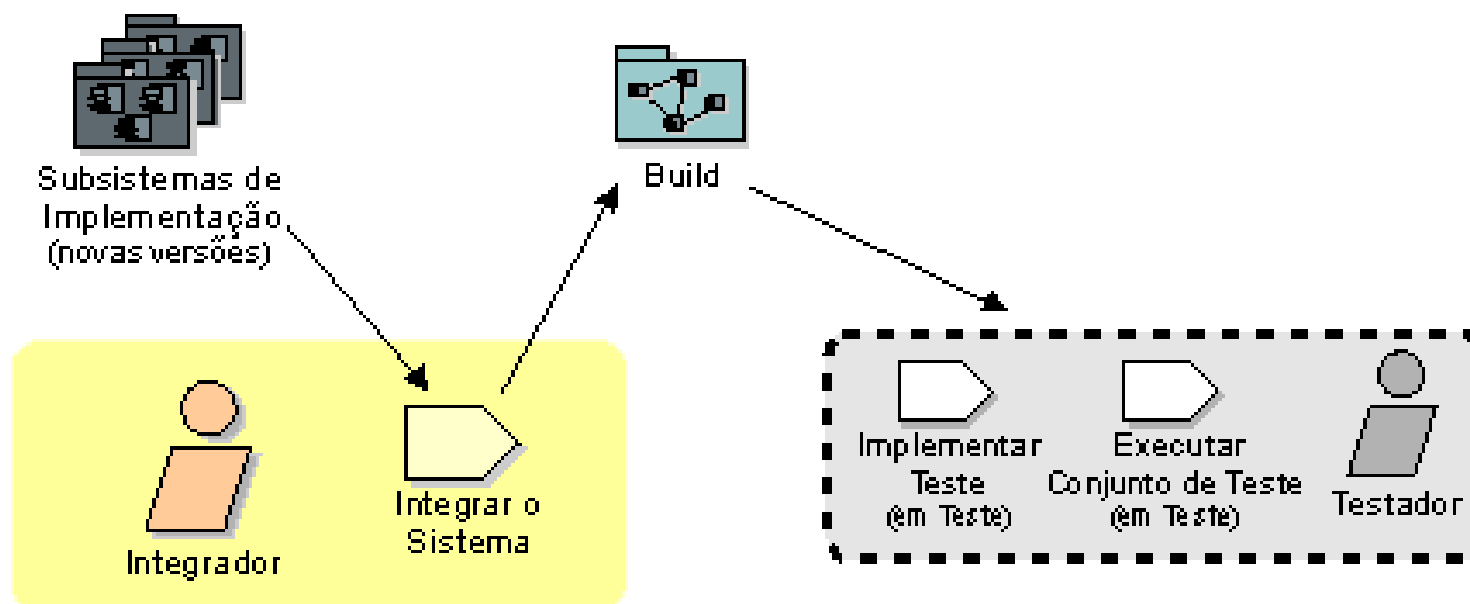 Subsistemas de
Implementação
(novas versões)
Build
Integrador
Integrar o
Sistema
Implementar
Teste
(em Teste)
Executar
Conjunto de Teste
(em Teste)
Testador